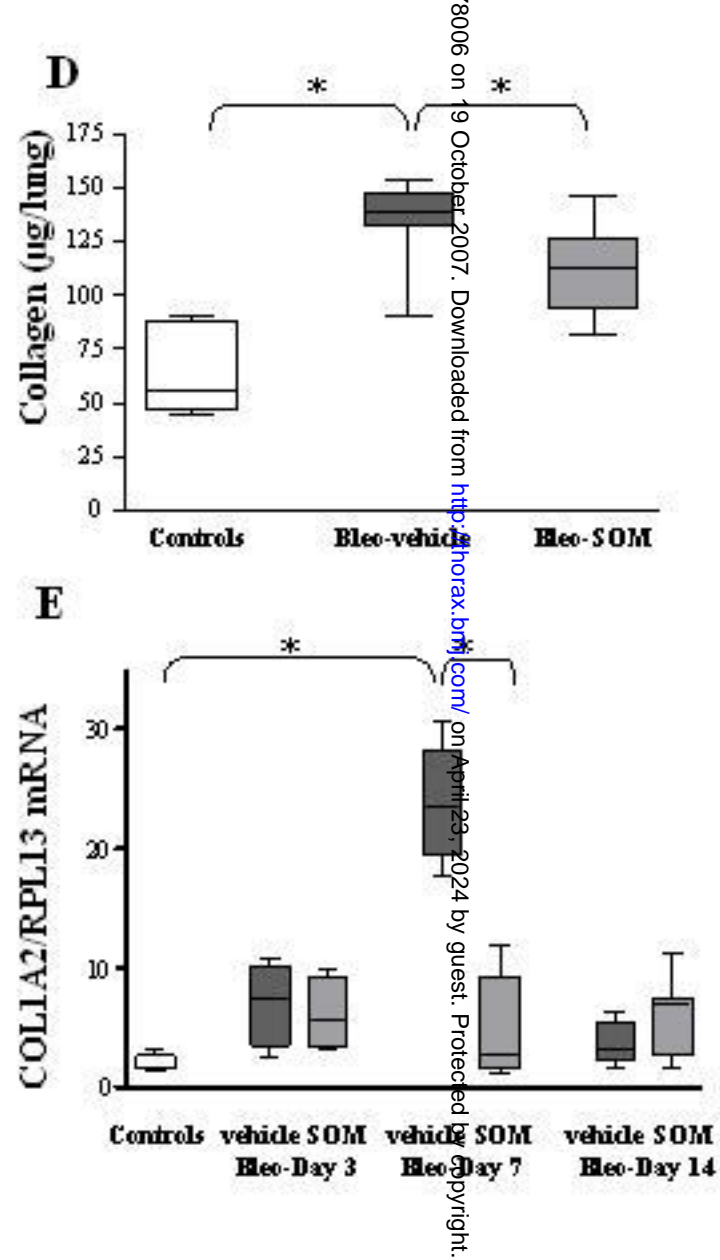 D
* *
Collagen (µg/lung)
175
150
125
100
75
50
25
0
Controls Bleo-vehicle Bleo-SOM
E
* *
COL1A2/RPL13 mRNA
30
20
10
0
Controls vehicle SOM vehicle SOM vehicle SOM
Bleo-Day 3 Bleo-Day 7 Bleo-Day 14
78006 on 19 October 2007. Downloaded from http://thorax.bmj.com/ on April 23, 2024 by guest. Protected by copyright.